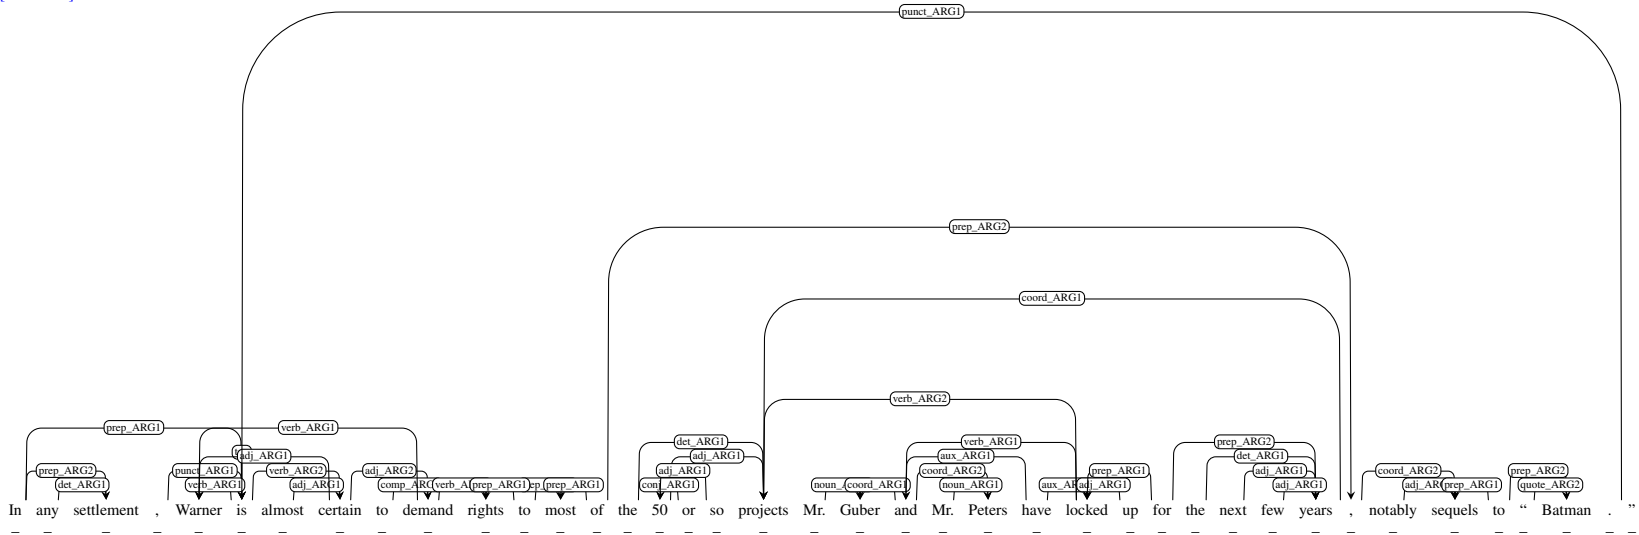 punct_ARG1
prep_ARG2
coord_ARG1
verb_ARG2
prep_ARG1 verb_ARG1
det_ARG1 verb_ARG1 prep_ARG2
adj_ARG1 adj_ARG1 aux_ARG1 det_ARG1
prep_ARG2 punct_ARG1 verb_ARG2 adj_ARG2 adj_ARG1 coord_ARG2 prep_ARG1 adj_ARG1 coord_ARG2 prep_ARG2
det_ARG1 verb_ARG1 adj_ARG1 prep_ARG1 prep_ARG1 coord_ARG1 noun_ARG1 adj_ARG1 adj_ARG1 prep_ARG1 quote_ARG2
In any settlement , Warner is almost certain to demand rights to most of the 50 or so projects Mr. Guber and Mr. Peters have locked up for the next few years , notably sequels to “ Batman . ”